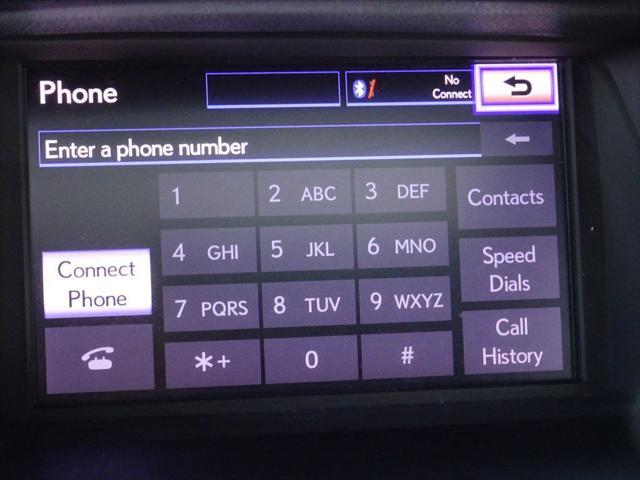 Phone
No
Connect
Enter a phone number
1
2 ABC
3 DEF
Contacts
4 GHI
5 JKL
6 MNO
Speed
Dials
Connect
Phone
7 PQRS
8 TUV
9 WXYZ
Call
History
*+
0
#